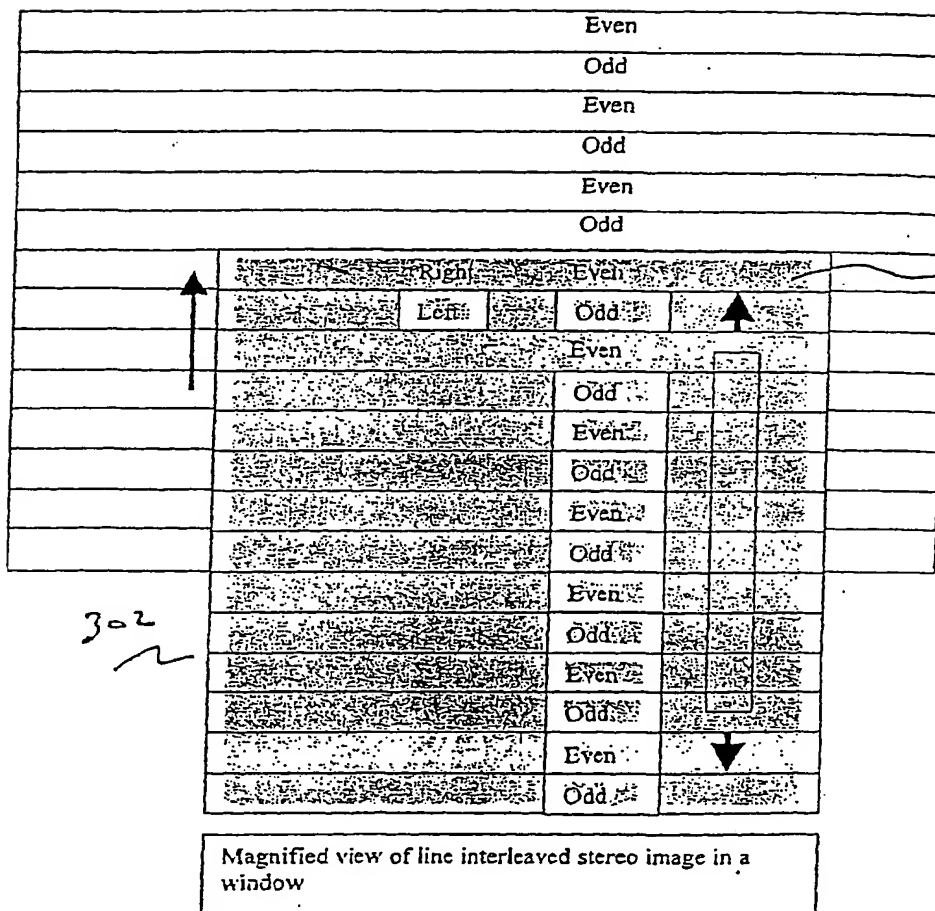 Even
Odd
Even
Odd
Even
Odd
Right Even
Left Odd
Even
Odd
Even
Odd
Even
Odd
Even
Odd
Even
Odd
Even
Odd
302
Magnified view of line interleaved stereo image in a
window